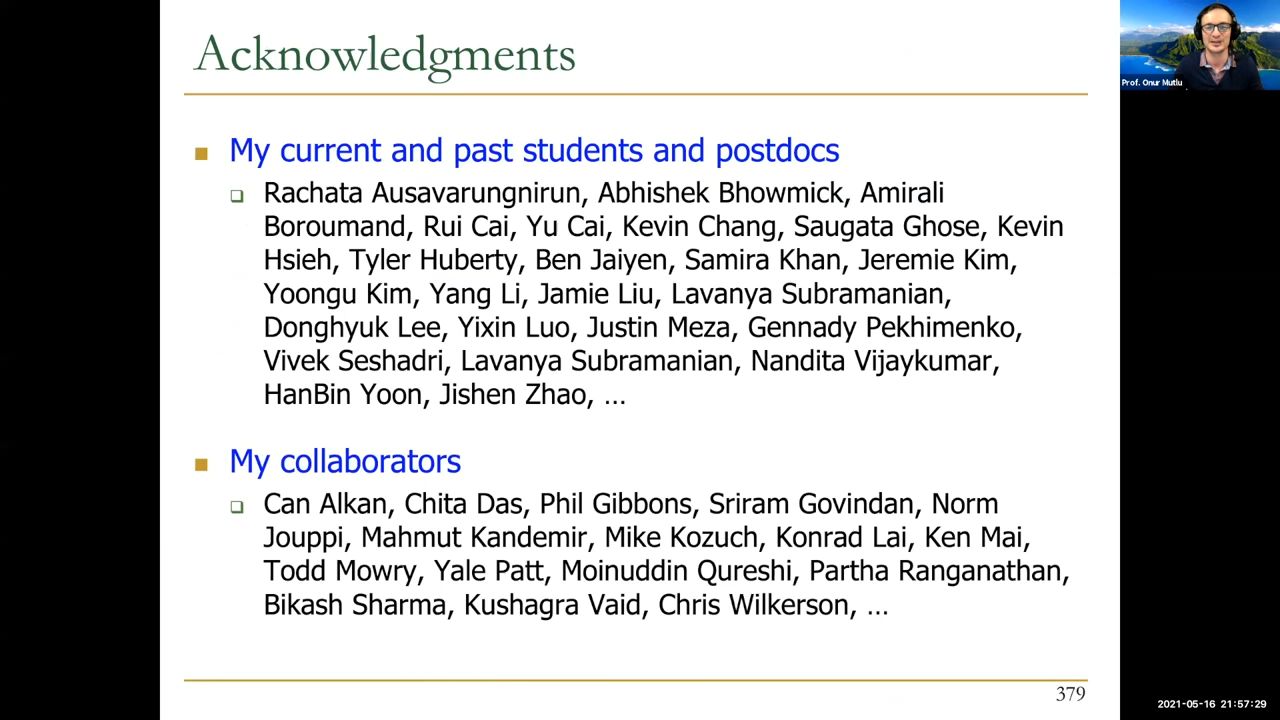 Acknowledgments
Prof. Onur Mutlu
My current and past students and postdocs
Rachata Ausavarungnirun, Abhishek Bhowmick, Amirali
Boroumand, Rui Cai, Yu Cai, Kevin Chang, Saugata Ghose, Kevin
Hsieh, Tyler Huberty, Ben Jaiyen, Samira Khan, Jeremie Kim,
Yoongu Kim, Yang Li, Jamie Liu, Lavanya Subramanian,
Donghyuk Lee, Yixin Luo, Justin Meza, Gennady Pekhimenko,
Vivek Seshadri, Lavanya Subramanian, Nandita Vijaykumar,
HanBin Yoon, Jishen Zhao, …
My collaborators
Can Alkan, Chita Das, Phil Gibbons, Sriram Govindan, Norm
Jouppi, Mahmut Kandemir, Mike Kozuch, Konrad Lai, Ken Mai,
Todd Mowry, Yale Patt, Moinuddin Qureshi, Partha Ranganathan,
Bikash Sharma, Kushagra Vaid, Chris Wilkerson, …
379
2021-05-16 21:57:29